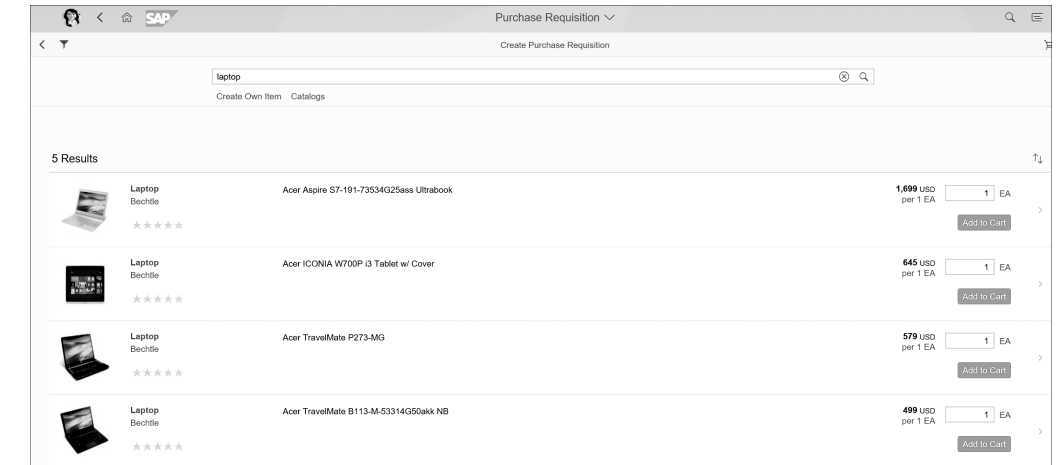 SAP
Purchase Requisition
Create Purchase Requisition
laptop
Create Own Item Catalogs
5 Results
Laptop
Bechtle
Acer Aspire S7-191-73534G25ass Ultrabook
1,699 USD
per 1 EA
1 EA
Add to Cart
Laptop
Bechtle
Acer ICONIA W700P i3 Tablet w/ Cover
645 USD
per 1 EA
1 EA
Add to Cart
Laptop
Bechtle
Acer TravelMate P273-MG
579 USD
per 1 EA
1 EA
Add to Cart
Laptop
Bechtle
Acer TravelMate B113-M-53314G50akk NB
499 USD
per 1 EA
1 EA
Add to Cart